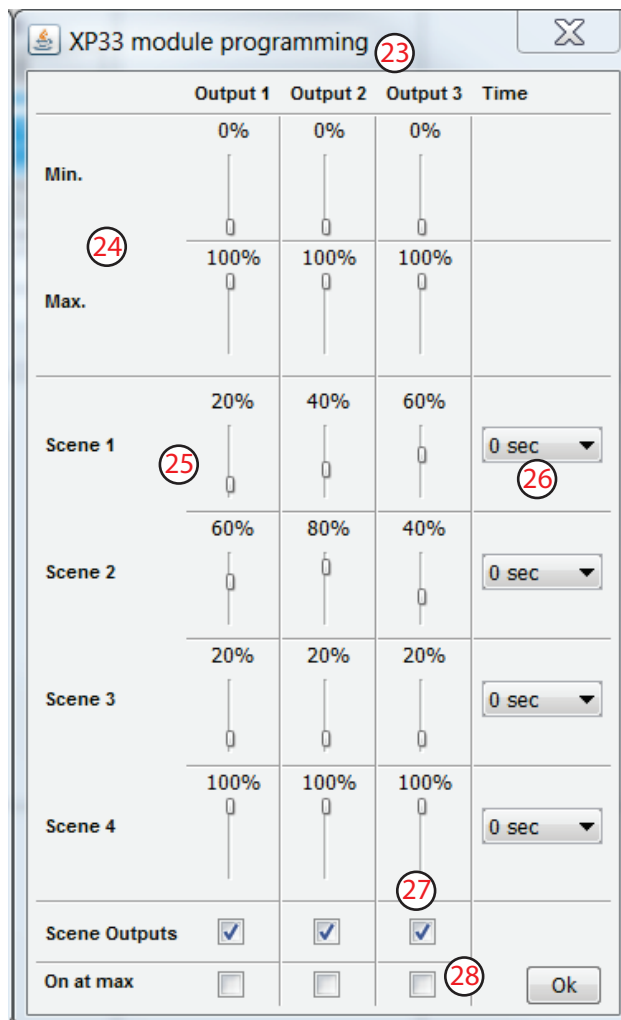 XP33 module programming 23
Output 1 Output 2 Output 3 Time
0% 0% 0%
Min.
24
100% 100% 100%
Max.
20% 40% 60%
Scene 1 0 sec
25 26
60% 80% 40%
Scene 2 0 sec
20% 20% 20%
Scene 3 0 sec
100% 100% 100%
Scene 4 0 sec
27
Scene Outputs
On at max 28 Ok